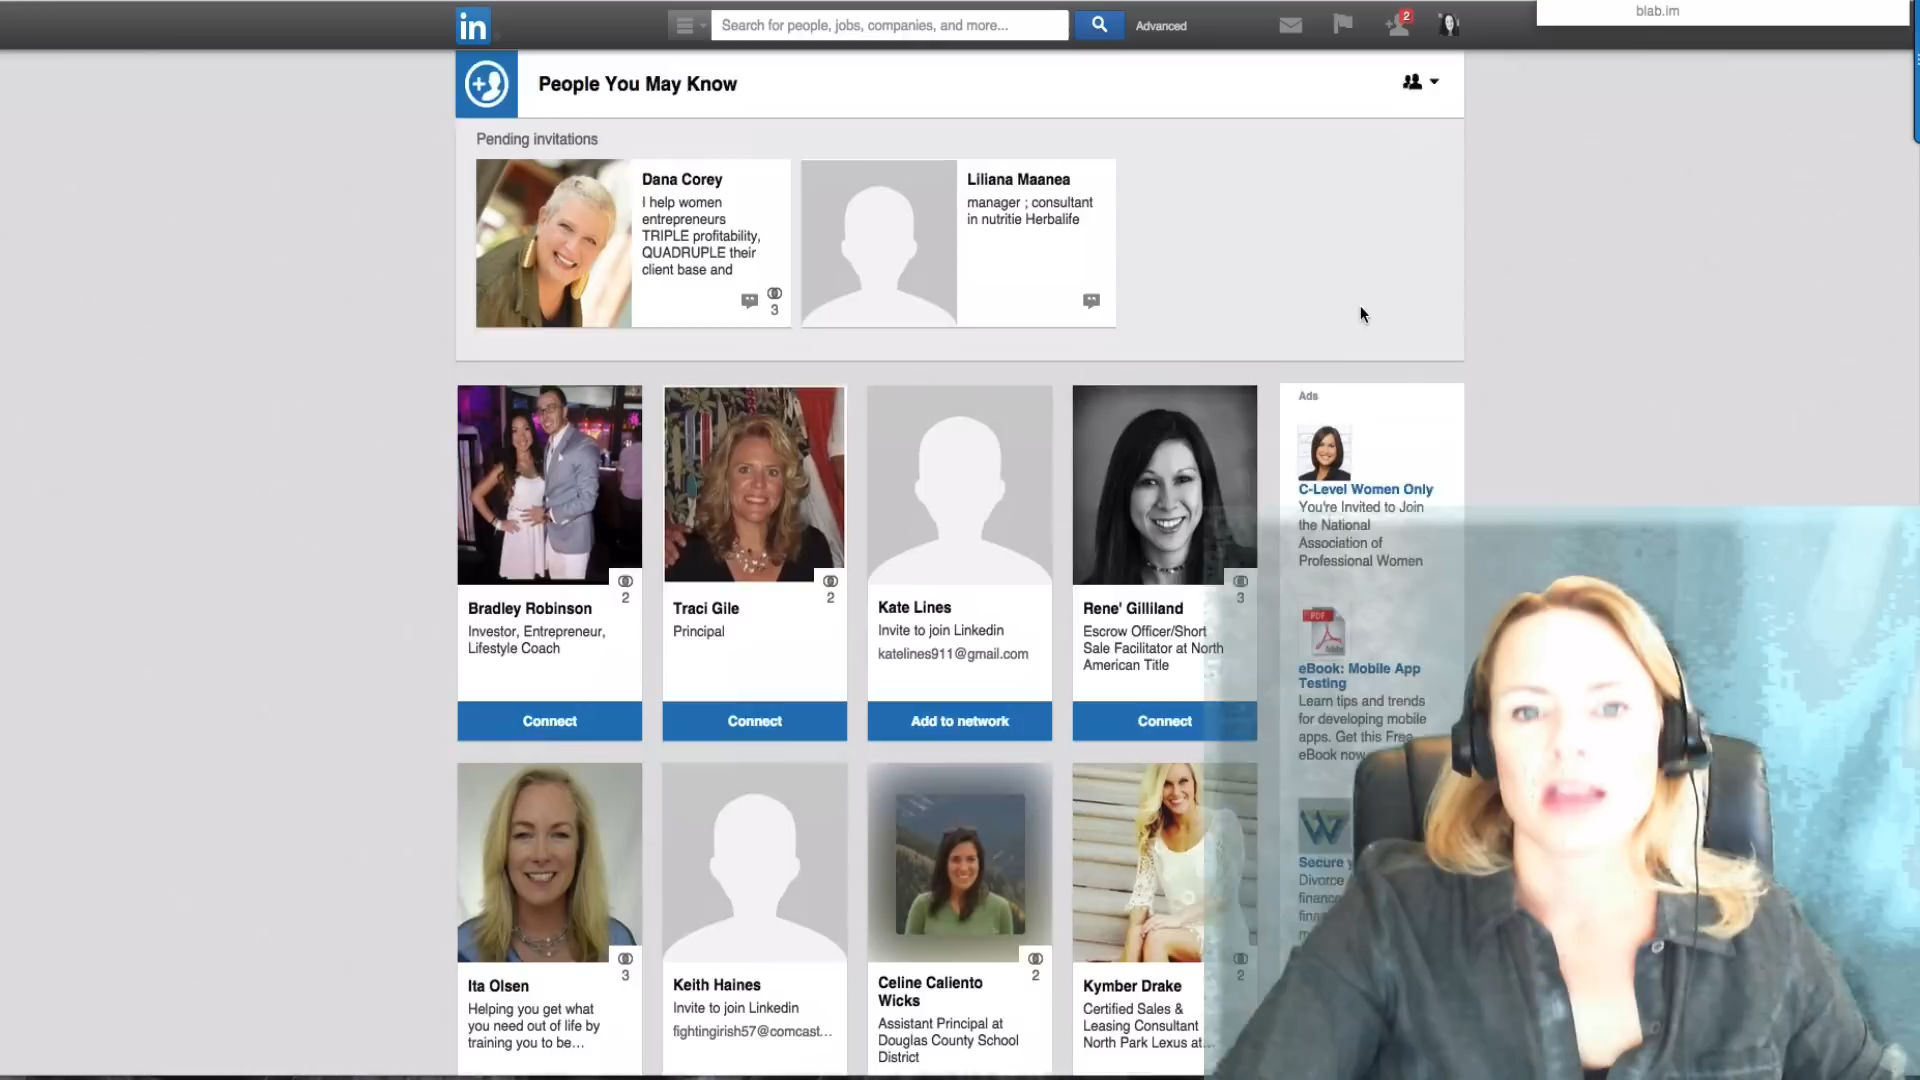 blab.im
in
Search for people, jobs, companies, and more...
Advanced
2
People You May Know
Pending invitations
Dana Corey
I help women
entrepreneurs
TRIPLE profitability,
QUADRUPLE their
client base and
3
Liliana Maanea
manager ; consultant
in nutritie Herbalife
2
Bradley Robinson
Investor, Entrepreneur,
Lifestyle Coach
Connect
2
Traci Gile
Principal
Connect
Kate Lines
Invite to join Linkedin
katelines911@gmail.com
Add to network
3
Rene' Gilliland
Escrow Officer/Short
Sale Facilitator at North
American Title
Connect
Ads
C-Level Women Only
You're Invited to Join
the National
Association of
Professional Women
PDF
Adobe
eBook: Mobile App
Testing
Learn tips and trends
for developing mobile
apps. Get this Free
eBook now
W
Secure
Divorce
3
Ita Olsen
Helping you get what
you need out of life by
training you to be...
Keith Haines
Invite to join Linkedin
fightingirish57@comcast...
2
Celine Caliento
Wicks
Assistant Principal at
Douglas County School
District
2
Kymber Drake
Certified Sales &
Leasing Consultant
North Park Lexus at...